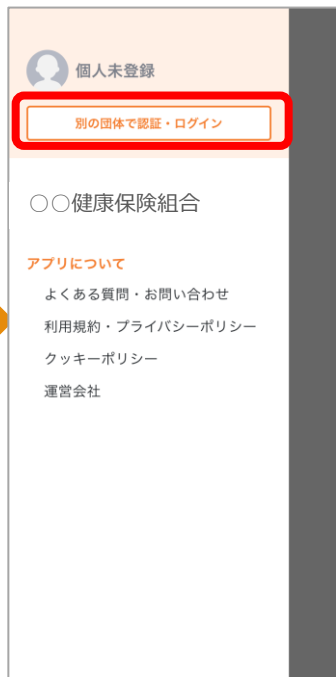 個人未登録
別の団体で認証・ログイン
○○健康保険組合
アプリについて
よくある質問・お問い合わせ
利用規約・プライバシーポリシー
クッキーポリシー
運営会社